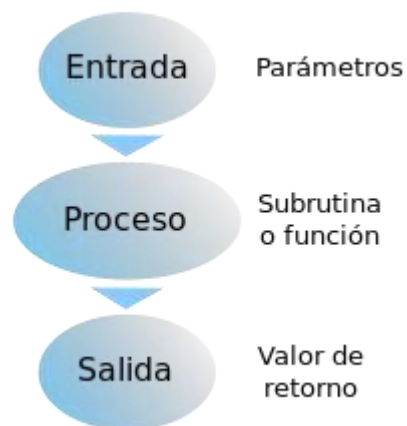 Entrada
Parámetros
Proceso
Subrutina
o función
Salida
Valor de
retorno